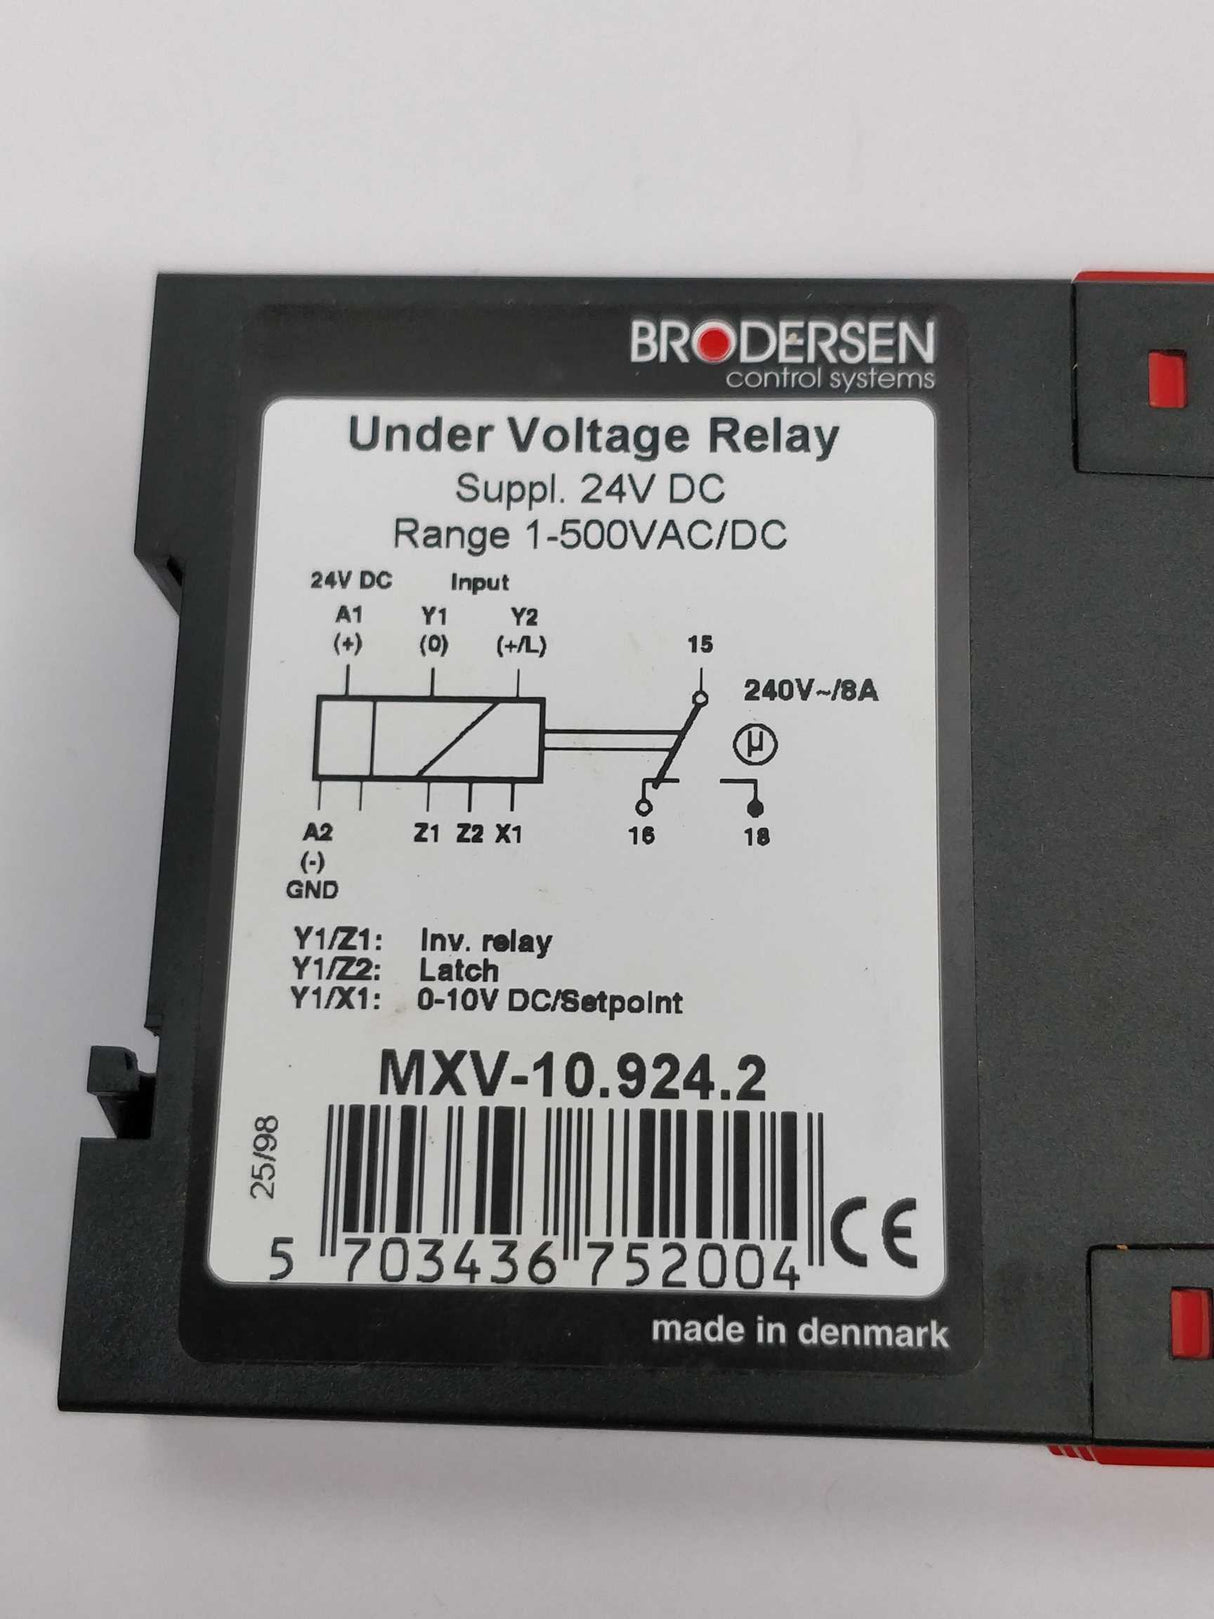 BRODERSEN
control systems
Under Voltage Relay
Suppl. 24V DC
Range 1-500VAC/DC
24V DC Input
A1 Y1 Y2
(+) (0) (+/L)
15
240V~/8A
μ
A2 Z1 Z2 X1
16 18
(-)
GND
Y1/Z1: Inv. relay
Y1/Z2: Latch
Y1/X1: 0-10V DC/Setpoint
MXV-10.924.2
25/98
5 703436 752004
CE
made in denmark